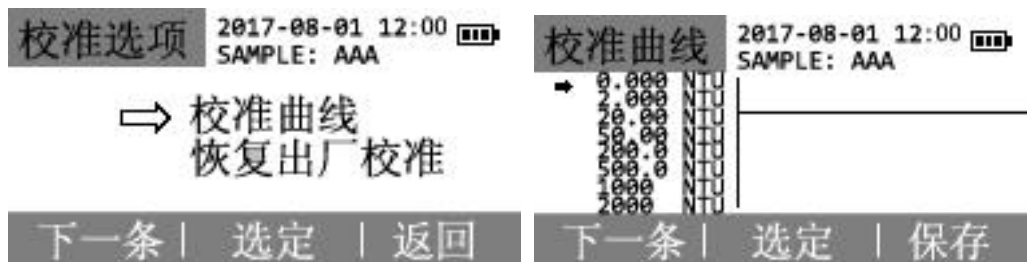 校准选项 2017-08-01 12:00
SAMPLE: AAA
校准曲线
恢复出厂校准
下一条 | 选定 | 返回
校准曲线 2017-08-01 12:00
SAMPLE: AAA
0.000 NTU
2.000 NTU
20.00 NTU
50.00 NTU
200.0 NTU
500.0 NTU
1000 NTU
2000 NTU
下一条 | 选定 | 保存